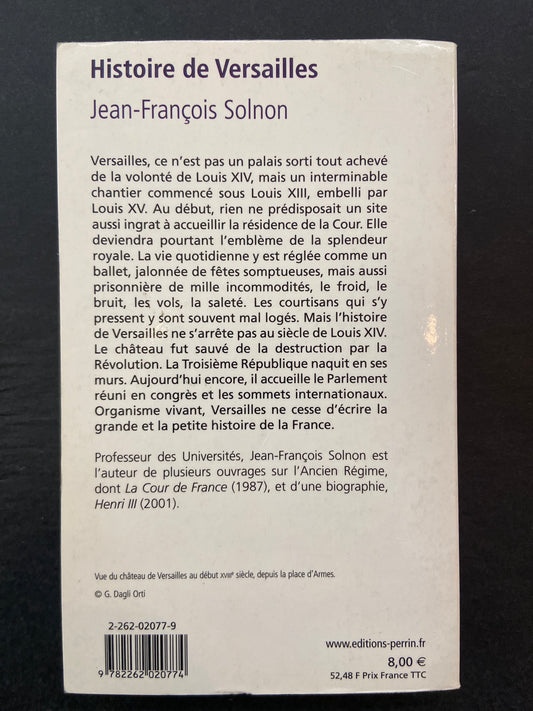 Histoire de Versailles
Jean-François Solnon
Versailles, ce n'est pas un palais sorti tout achevé
de la volonté de Louis XIV, mais un interminable
chantier commencé sous Louis XIII, embelli par
Louis XV. Au début, rien ne prédisposait un site
aussi ingrat à accueillir la résidence de la Cour. Elle
deviendra pourtant l'emblème de la splendeur
royale. La vie quotidienne y est réglée comme un
ballet, jalonnée de fêtes somptueuses, mais aussi
prisonnière de mille incommodités, le froid, le
bruit, les vols, la saleté. Les courtisans qui s'y
pressent y sont souvent mal logés. Mais l'histoire
de Versailles ne s'arrête pas au siècle de Louis XIV.
Le château fut sauvé de la destruction par la
Révolution. La Troisième République naquit en ses
murs. Aujourd'hui encore, il accueille le Parlement
réuni en congrès et les sommets internationaux.
Organisme vivant, Versailles ne cesse d'écrire la
grande et la petite histoire de la France.
Professeur des Universités, Jean-François Solnon est
l'auteur de plusieurs ouvrages sur l'Ancien Régime,
dont La Cour de France (1987), et d'une biographie,
Henri III (2001).
Vue du château de Versailles au début XVIIIe siècle, depuis la place d'Armes.
© G. Dagli Orti
2-262-02077-9
9 782262 020774
www.editions-perrin.fr
8,00 €
52,48 F Prix France TTC